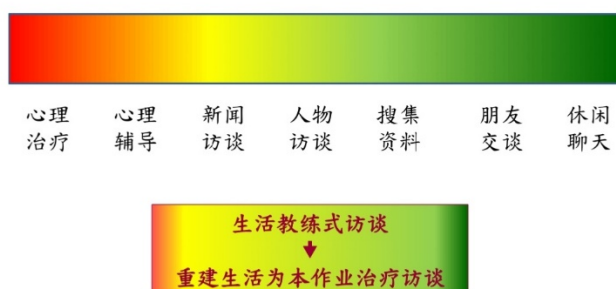 心理 心理 新闻 人物 搜集 朋友 休闲
治疗 辅导 访谈 访谈 资料 交谈 聊天
生活教练式访谈
重建生活为本作业治疗访谈